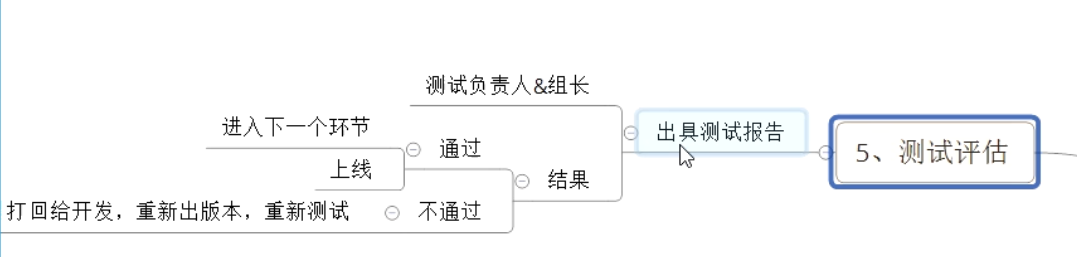 测试负责人&组长
进入下一个环节
出具测试报告
通过
5、测试评估
上线
结果
打回给开发，重新出版本，重新测试
不通过